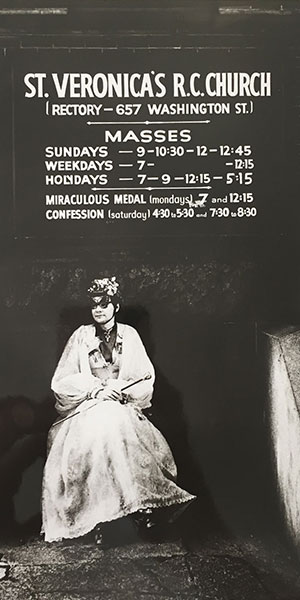 ST. VERONICA'S R.C. CHURCH
(RECTORY — 657 WASHINGTON ST.)
MASSES
SUNDAYS — 9 - 10:30 - 12 - 12:45
WEEKDAYS — 7 - - 12:15
HOLIDAYS — 7 - 9 - 12:15 - 5:15
MIRACULOUS MEDAL (mondays) 7 and 12:15
CONFESSION (saturday) 4:30 to 5:30 and 7:30 to 8:30